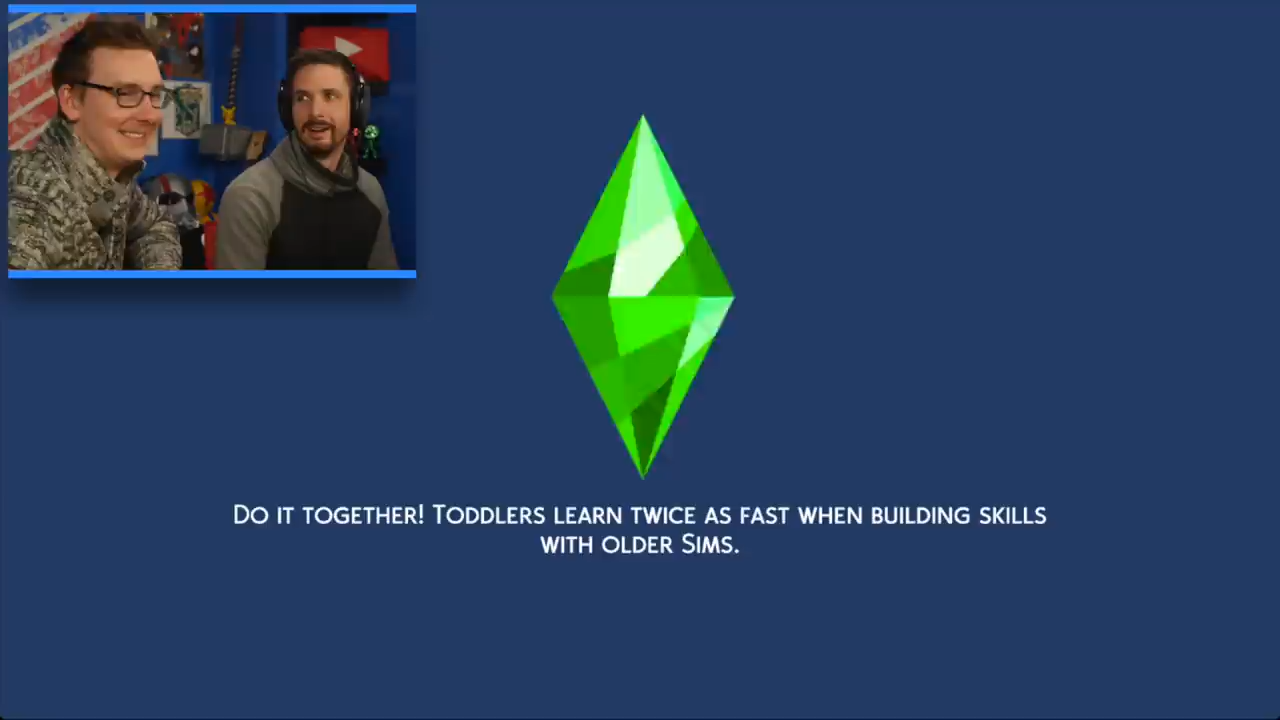 Do it together! Toddlers learn twice as fast when building skills
with older Sims.